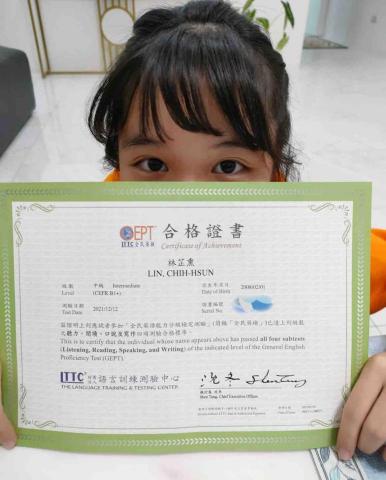 GEPT 合格證書
LTTC 全民英檢 Certificate of Achievement
林芷熏
LIN, CHIH-HSUN
級數 中級 Intermediate 出生年月日
Level (CEFR B1+) Date of Birth 2008/02/01
測驗日期 證書編號
Test Date 2021/12/12 Serial No.
茲證明上列應試者參加「全民英語能力分級檢定測驗」(簡稱「全民英檢」)已達上列級數
之聽力、閱讀、口說及寫作四項測驗合格標準。
This is to certify that the individual whose name appears above has passed all four subtests
(Listening, Reading, Speaking, and Writing) of the indicated level of the General English
Proficiency Test (GEPT).
LTTC 財團法人 語言訓練測驗中心
THE LANGUAGE TRAINING & TESTING CENTER
Chief Executive Officer